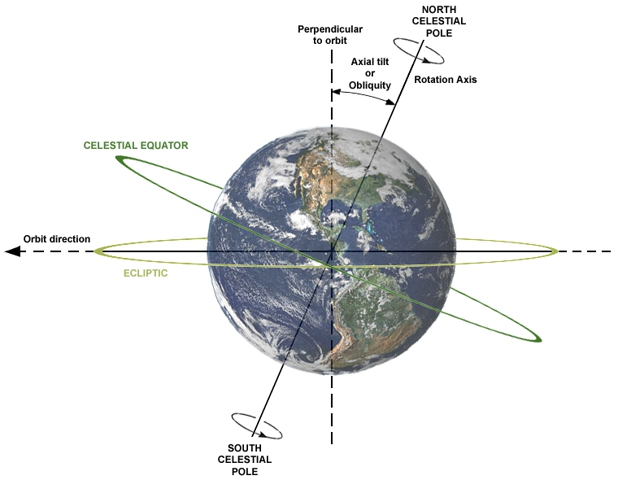 NORTH
CELESTIAL
POLE
Perpendicular
to orbit
Axial tilt
or
Obliquity
Rotation Axis
CELESTIAL EQUATOR
Orbit direction
ECLIPTIC
SOUTH
CELESTIAL
POLE